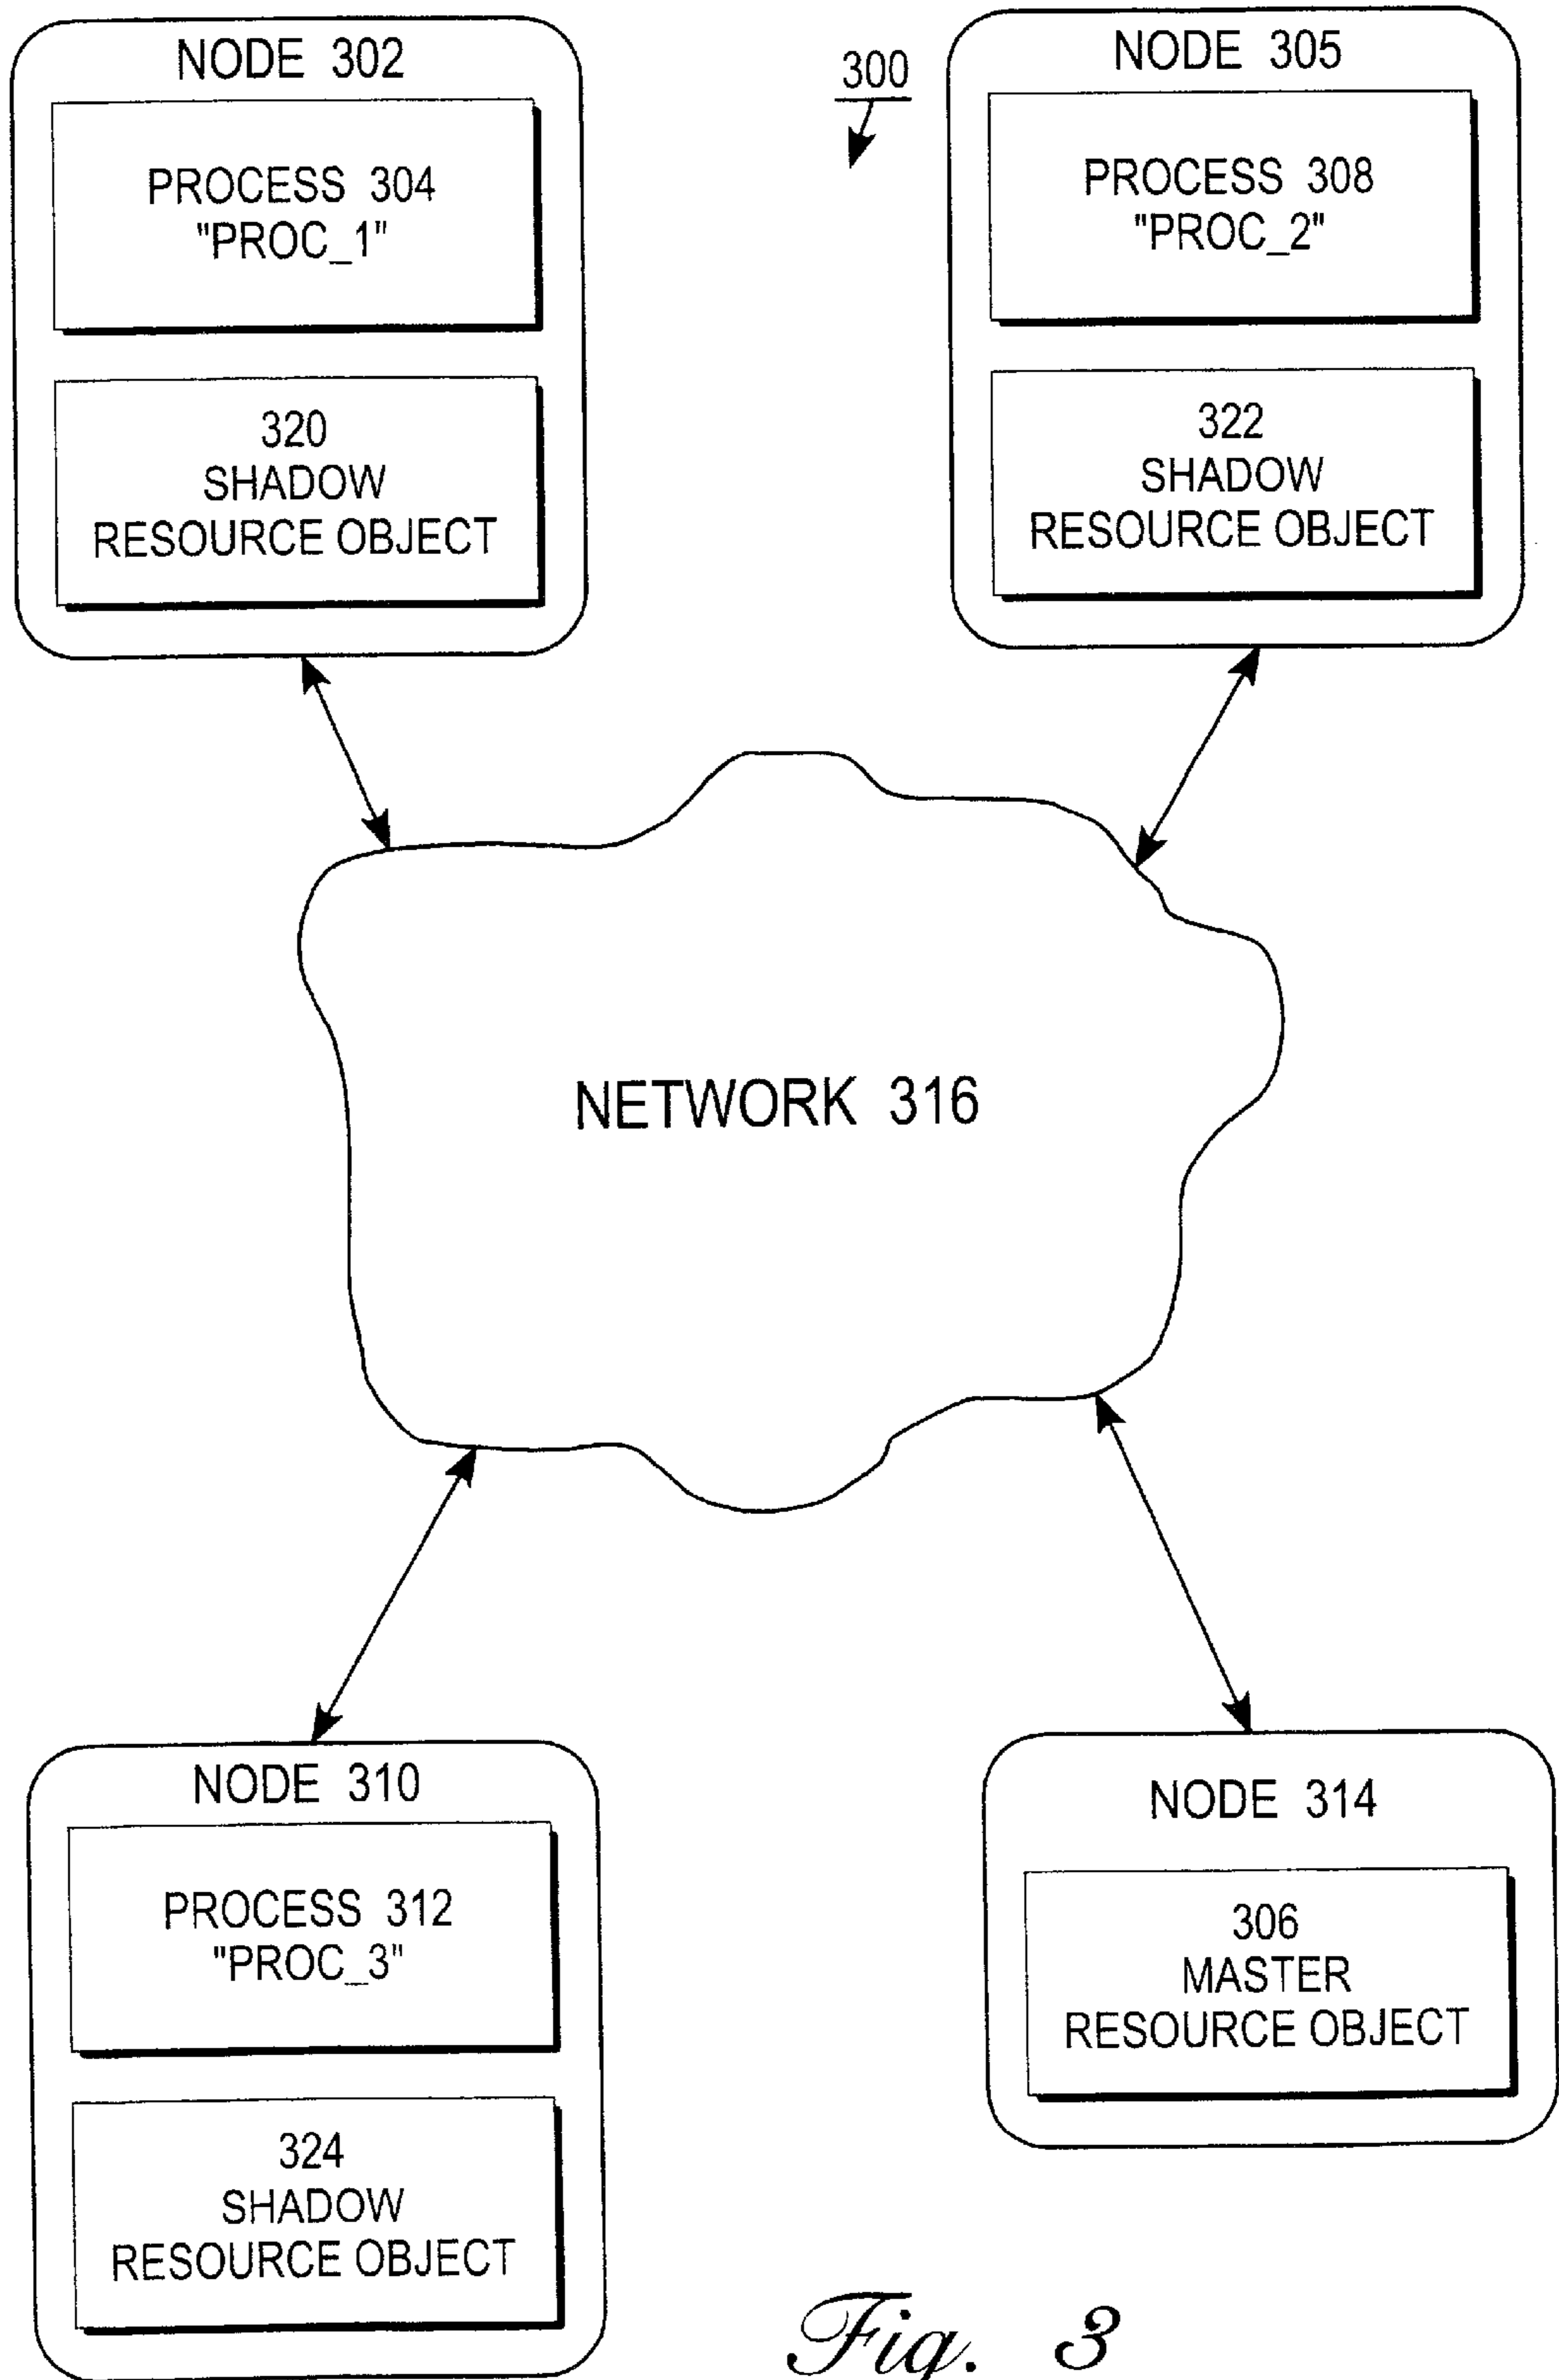 NODE 302
PROCESS 304
"PROC_1"
320
SHADOW
RESOURCE OBJECT
300
NODE 305
PROCESS 308
"PROC_2"
322
SHADOW
RESOURCE OBJECT
NETWORK 316
NODE 310
PROCESS 312
"PROC_3"
324
SHADOW
RESOURCE OBJECT
NODE 314
306
MASTER
RESOURCE OBJECT
Fig. 3